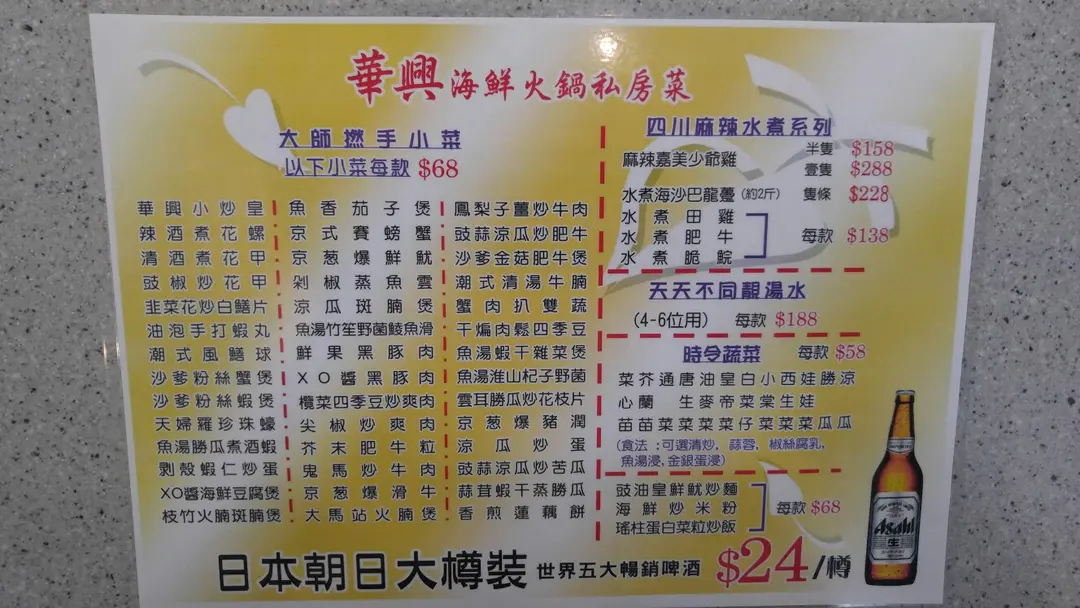 華興海鮮火鍋私房菜
大師撚手小菜
以下小菜每款 $68
華興小炒皇
辣酒煮花螺
清酒煮花甲
豉椒炒花甲
韭菜花炒白鱔片
油泡手打蝦丸
潮式風鱔球
沙爹粉絲蟹煲
沙爹粉絲蝦煲
天婦羅珍珠蠔
魚湯勝瓜煮酒蝦
剥殼蝦仁炒蛋
XO醬海鮮豆腐煲
枝竹火腩斑腩煲
魚香茄子煲
京式賽螃蟹
京葱爆鮮魷
剁椒蒸魚雲
涼瓜斑腩煲
魚湯竹笙野菌鯪魚滑
鮮果黑豚肉
XO醬黑豚肉
欖菜四季豆炒爽肉
尖椒炒爽肉
芥末肥牛粒
鬼馬炒牛肉
京葱爆滑牛
大馬站火腩煲
鳳梨子薑炒牛肉
豉蒜涼瓜炒肥牛
沙爹金菇肥牛煲
潮式清湯牛腩
蟹肉扒雙蔬
干煸肉鬆四季豆
魚湯蝦干雜菜煲
魚湯淮山杞子野菌
雲耳勝瓜炒花枝片
京葱爆豬潤
涼瓜炒蛋
豉蒜涼瓜炒苦瓜
蒜茸蝦干蒸勝瓜
香煎蓮藕餅
四川麻辣水煮系列
麻辣嘉美少爺雞 半隻 $158
壹隻 $288
水煮海沙巴龍躉 (約2斤) 隻條 $228
水煮田雞
水煮肥牛 每款 $138
水煮脆鯇
天天不同靚湯水
(4-6位用) 每款 $188
時令蔬菜 每款 $58
菜芥通唐油皇白小西娃勝涼
心蘭 生麥帝菜棠生娃
苗苗菜菜菜菜仔菜菜菜瓜瓜
(食法:可選清炒, 蒜蓉, 椒絲腐乳,
魚湯浸,金銀蛋浸)
豉油皇鮮魷炒麵
海鮮炒米粉 每款 $68
瑤柱蛋白菜粒炒飯
日本朝日大樽裝 世界五大暢銷啤酒 $24/樽
Asahi
生